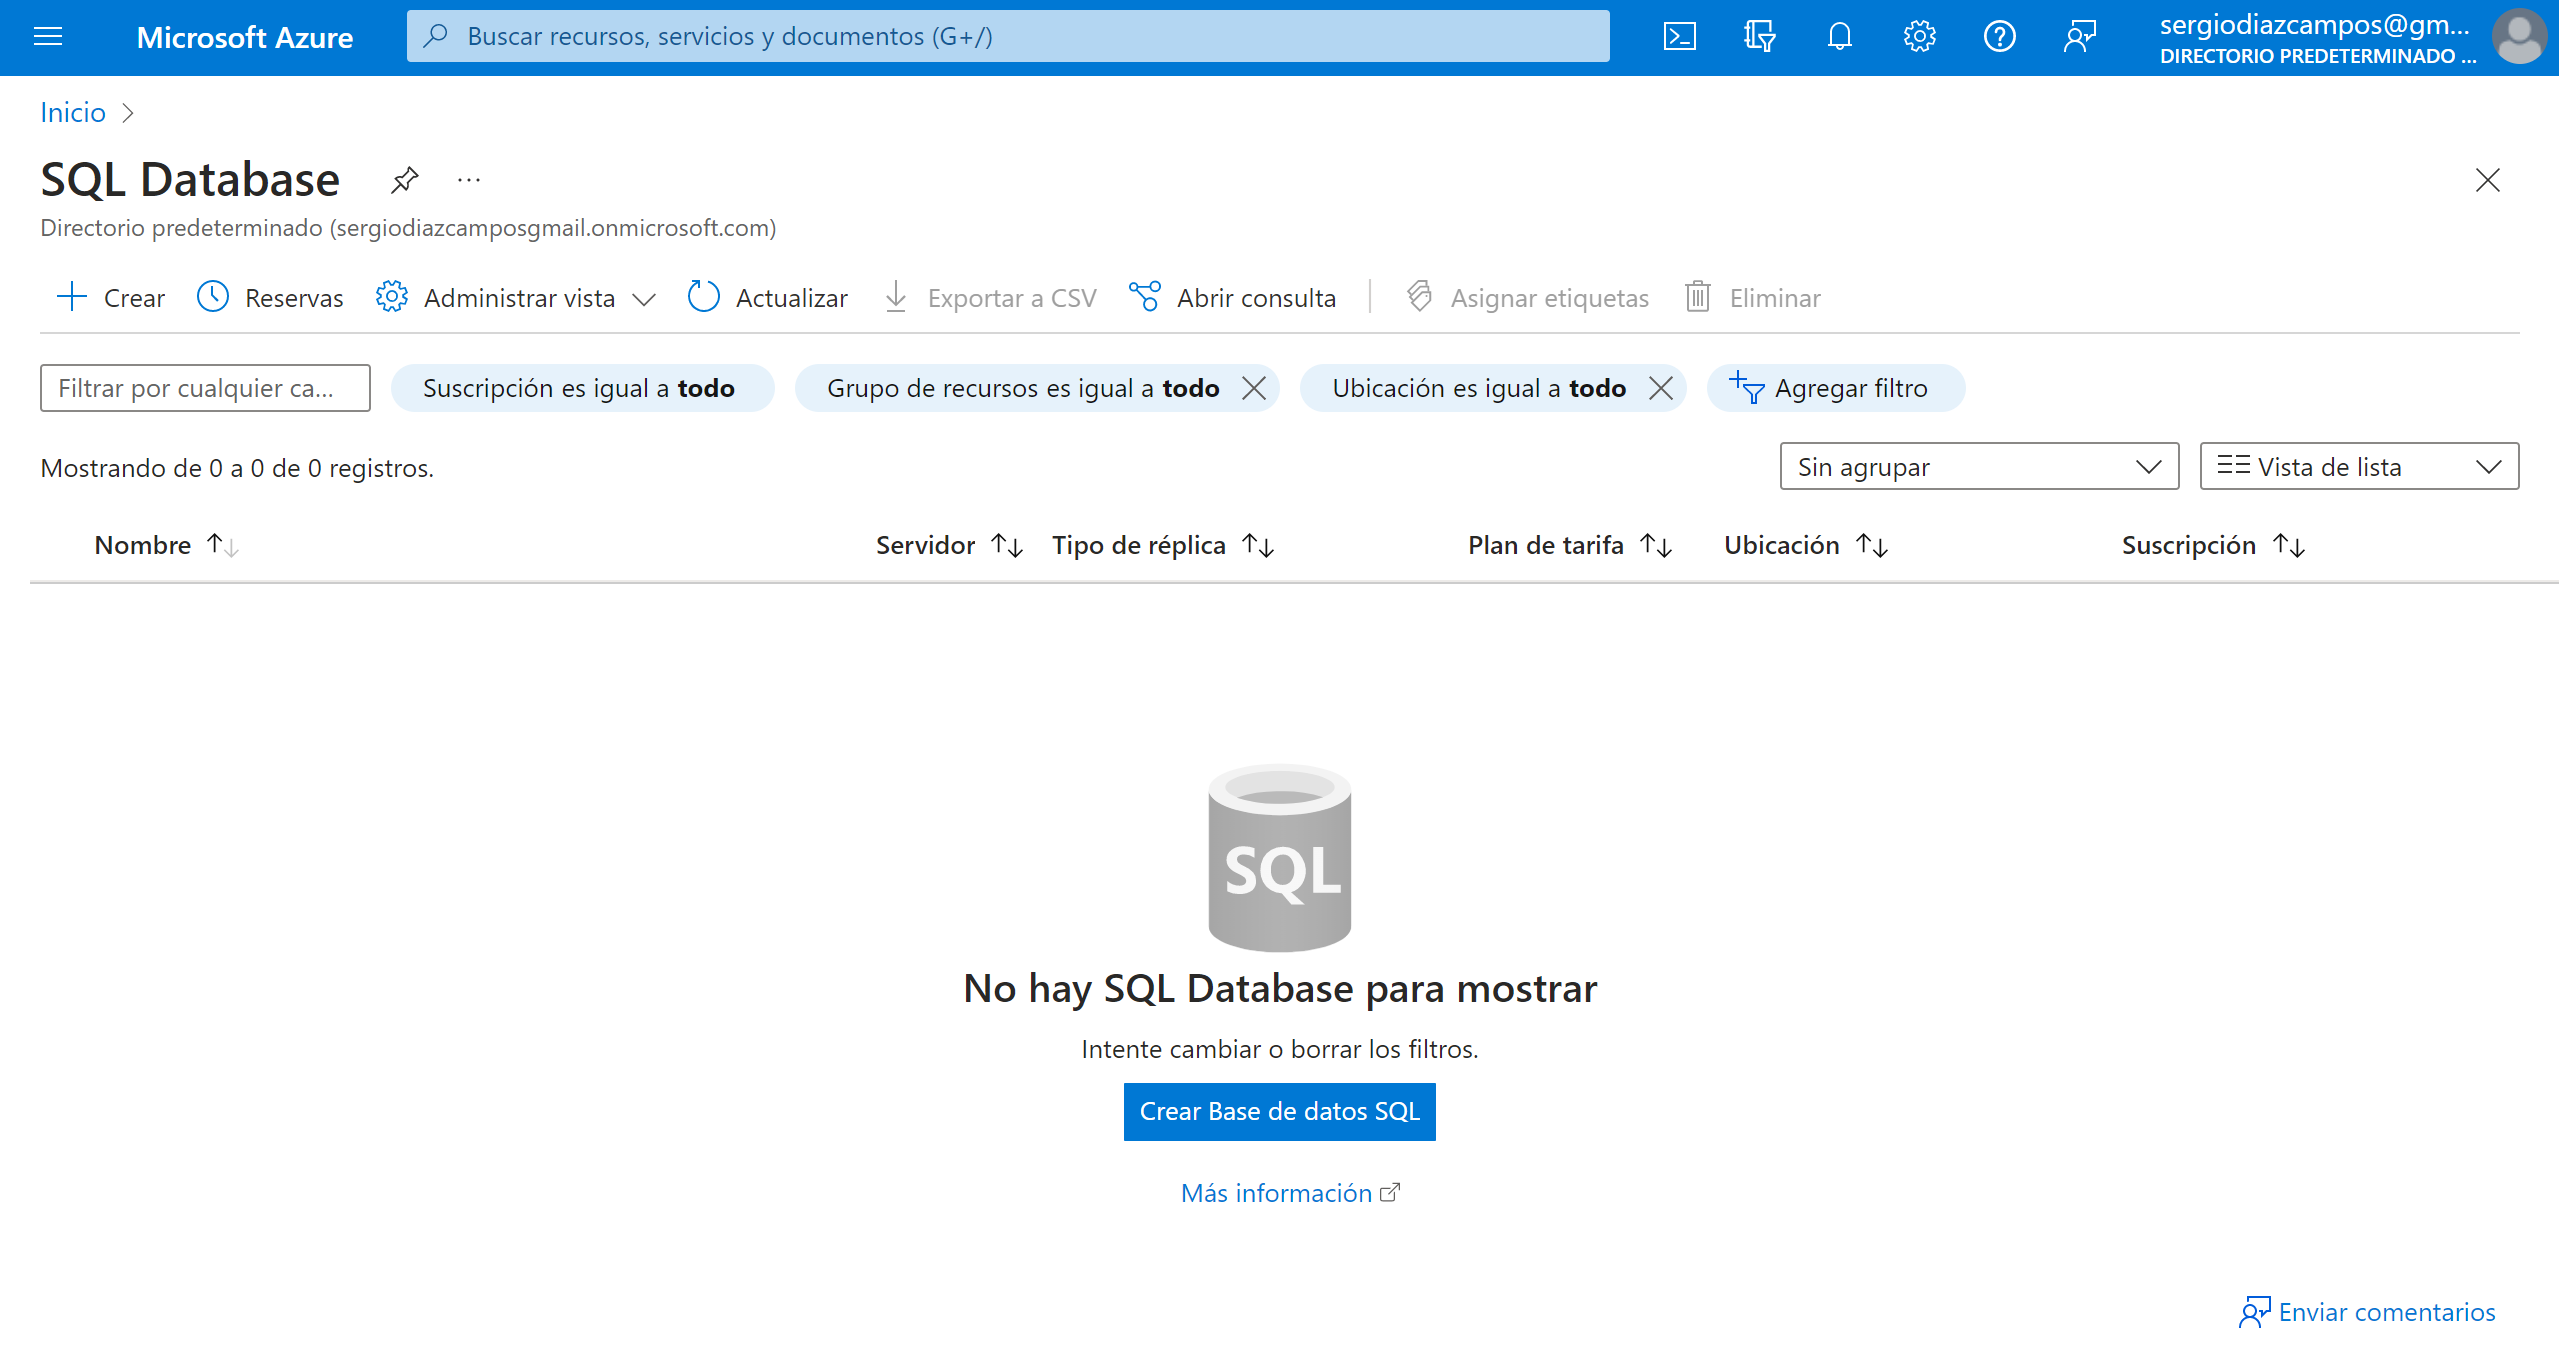 Microsoft Azure
Buscar recursos, servicios y documentos (G+/)
sergiodiazcampos@gm...
DIRECTORIO PREDETERMINADO ...
Inicio
SQL Database
Directorio predeterminado (sergiodiazcamposgmail.onmicrosoft.com)
Crear Reservas Administrar vista Actualizar Exportar a CSV Abrir consulta Asignar etiquetas Eliminar
Filtrar por cualquier ca... Suscripción es igual a todo Grupo de recursos es igual a todo Ubicación es igual a todo Agregar filtro
Mostrando de 0 a 0 de 0 registros. Sin agrupar Vista de lista
Nombre Servidor Tipo de réplica Plan de tarifa Ubicación Suscripción
SQL
No hay SQL Database para mostrar
Intente cambiar o borrar los filtros.
Crear Base de datos SQL
Más información
Enviar comentarios